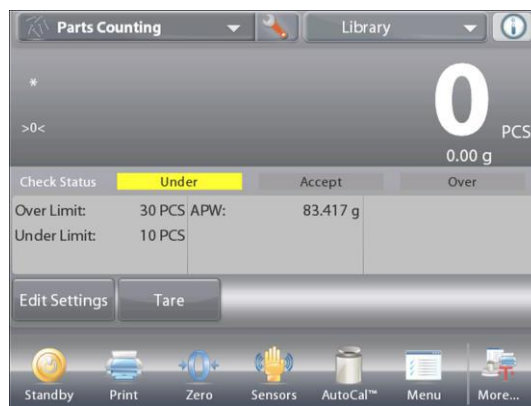 Parts Counting Library
*
>0<
0 PCS
0.00 g
Check Status Under Accept Over
Over Limit: 30 PCS APW: 83.417 g
Under Limit: 10 PCS
Edit Settings Tare
Standby Print Zero Sensors AutoCal™ Menu More...